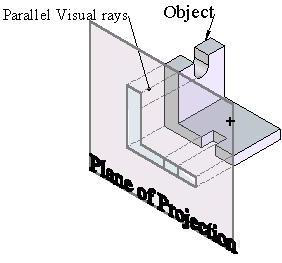 Object
Parallel Visual rays
Plane of Projection